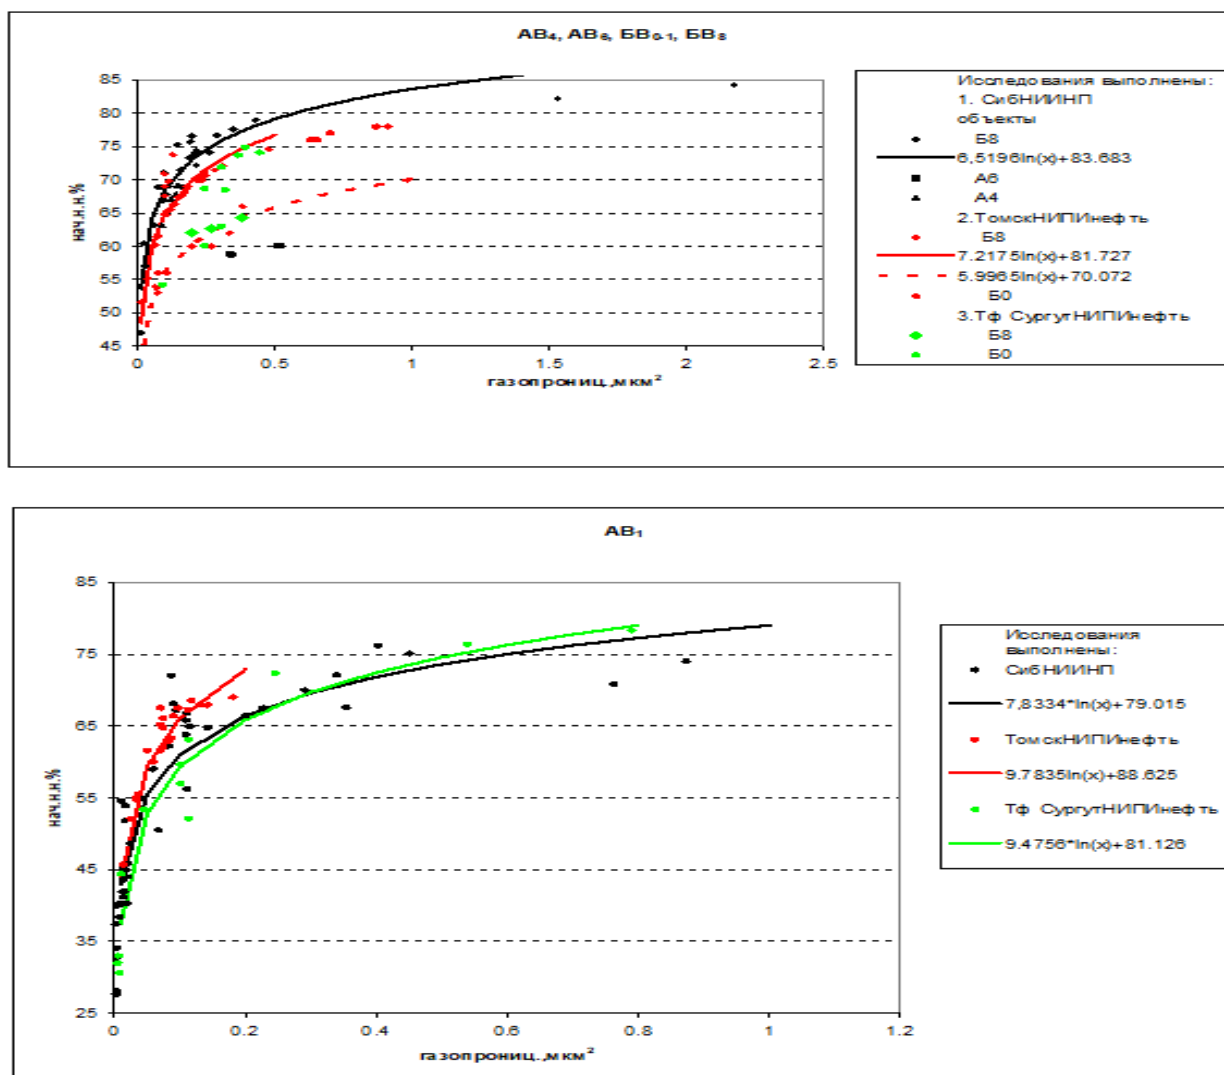 АВ₄, АВ₆, БВ₀₋₁, БВ₈
нач.н.н.%
85
80
75
70
65
60
55
50
45
0
0.5
1
1.5
2
2.5
газопрониц.,мкм²
Исследования выполнены:
1. СибНИИНП
объекты
Б8
6,5196ln(x)+83.683
А6
А4
2.ТомскНИПИнефть
Б8
7.2175ln(x)+81.727
5.9965ln(x)+70.072
Б0
3.Тф СургутНИПИнефть
Б8
Б0
АВ₁
нач.н.н.%
85
75
65
55
45
35
25
0
0.2
0.4
0.6
0.8
1
1.2
газопрониц.,мкм²
Исследования
выполнены:
СибНИИНП
7,8334*ln(x)+79.015
ТомскНИПИнефть
9.7835ln(x)+88.625
Тф СургутНИПИнефть
9.4756*ln(x)+81.126